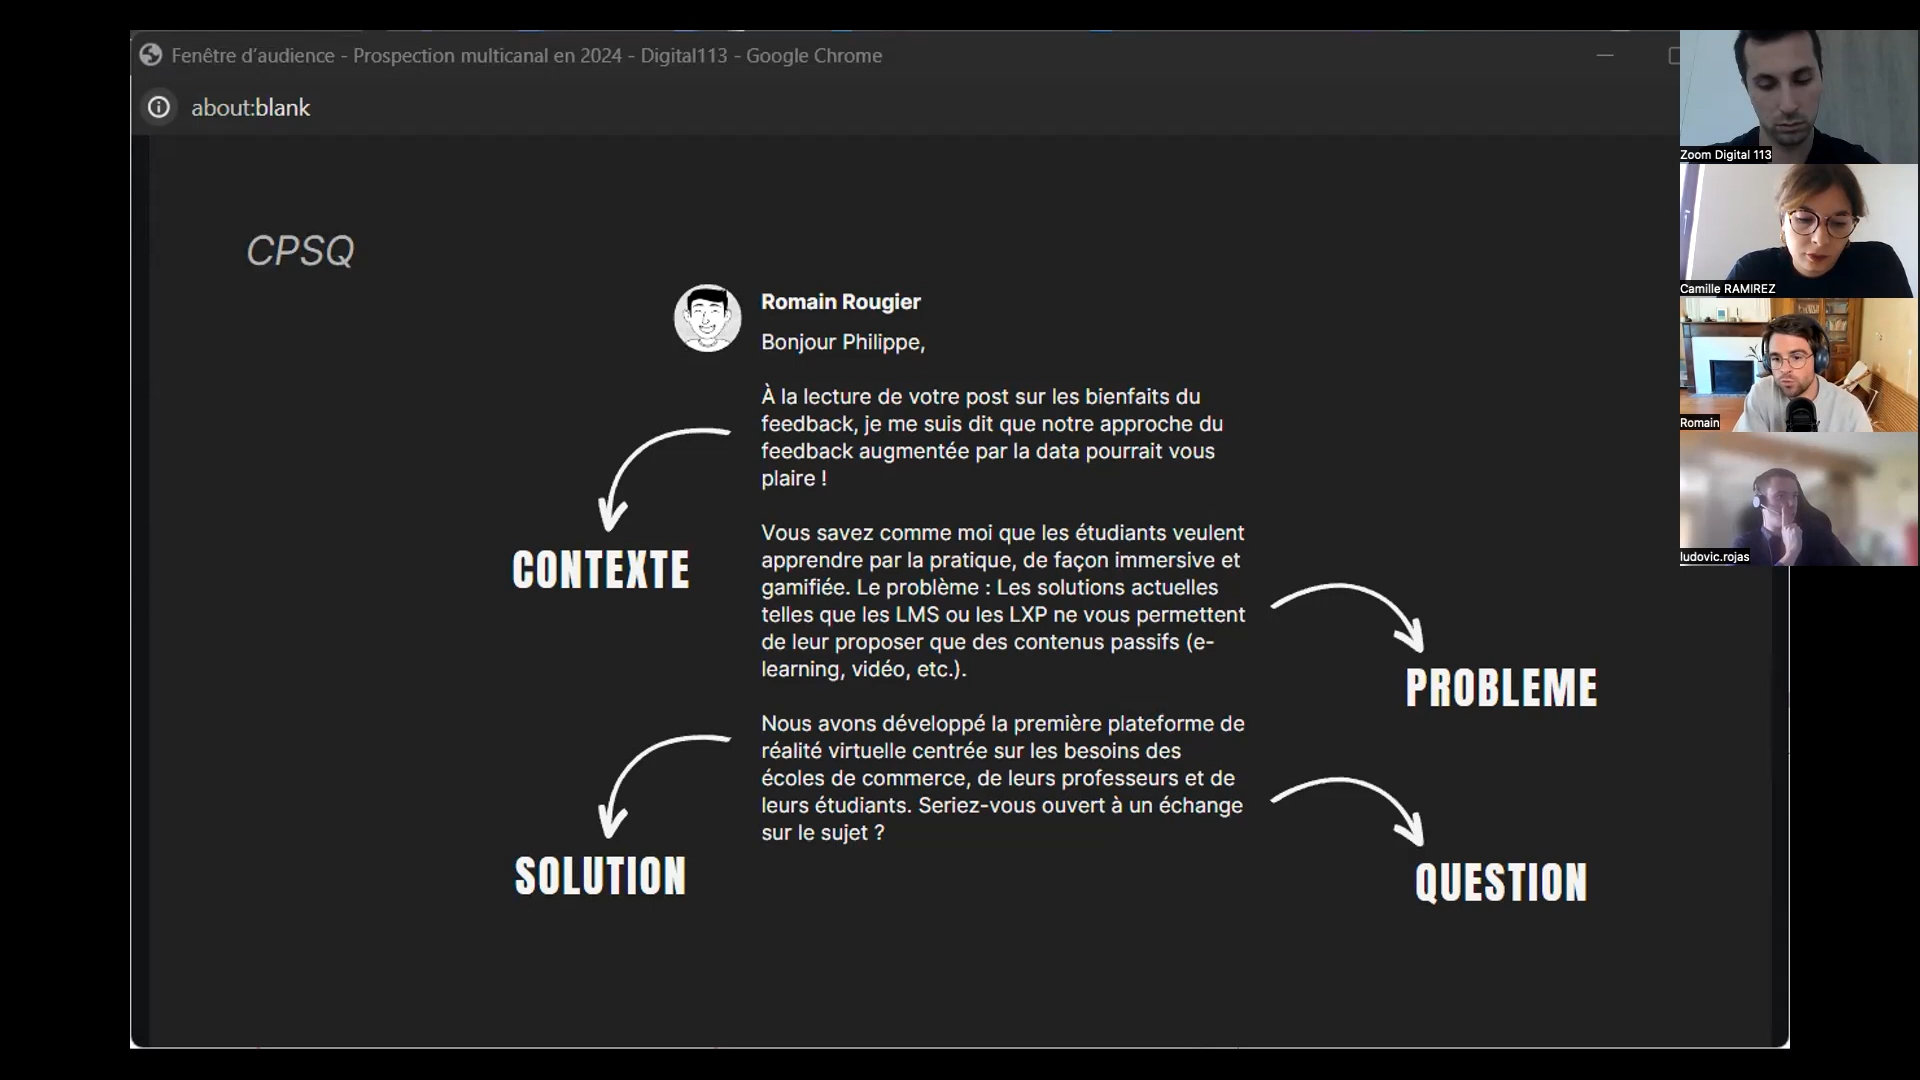 Fenêtre d’audience - Prospection multicanal en 2024 - Digital113 - Google Chrome
about:blank
CPSQ
Romain Rougier
Bonjour Philippe,
À la lecture de votre post sur les bienfaits du
feedback, je me suis dit que notre approche du
feedback augmentée par la data pourrait vous
plaire !
CONTEXTE
Vous savez comme moi que les étudiants veulent
apprendre par la pratique, de façon immersive et
gamifiée. Le problème : Les solutions actuelles
telles que les LMS ou les LXP ne vous permettent
de leur proposer que des contenus passifs (e-
learning, vidéo, etc.).
PROBLEME
Nous avons développé la première plateforme de
réalité virtuelle centrée sur les besoins des
écoles de commerce, de leurs professeurs et de
leurs étudiants. Seriez-vous ouvert à un échange
sur le sujet ?
SOLUTION
QUESTION
Zoom Digital 113
Camille RAMIREZ
Romain
ludovic.rojas